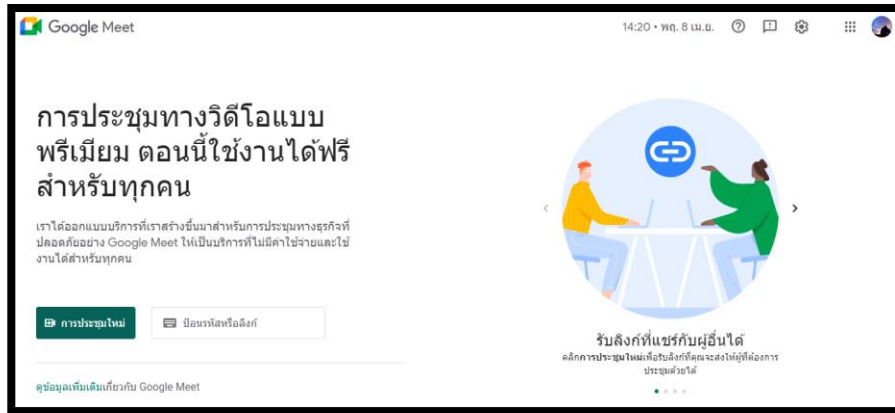 Google Meet
14:20 • พฤ. 8 เม.ย.
การประชุมทางวิดีโอแบบ
พรีเมียม ตอนนี้ใช้งานได้ฟรี
สำหรับทุกคน
เราได้ออกแบบบริการที่เราสร้างขึ้นมาสำหรับการประชุมทางธุรกิจที่
ปลอดภัยอย่าง Google Meet ให้เป็นบริการที่ไม่มีค่าใช้จ่ายและใช้
งานได้สำหรับทุกคน
การประชุมใหม่
ป้อนรหัสหรือลิงก์
ดูข้อมูลเพิ่มเติมเกี่ยวกับ Google Meet
รับลิงก์ที่แชร์กับผู้อื่นได้
คลิกการประชุมใหม่เพื่อรับลิงก์ที่คุณจะส่งให้ผู้ที่ต้องการ
ประชุมด้วยได้